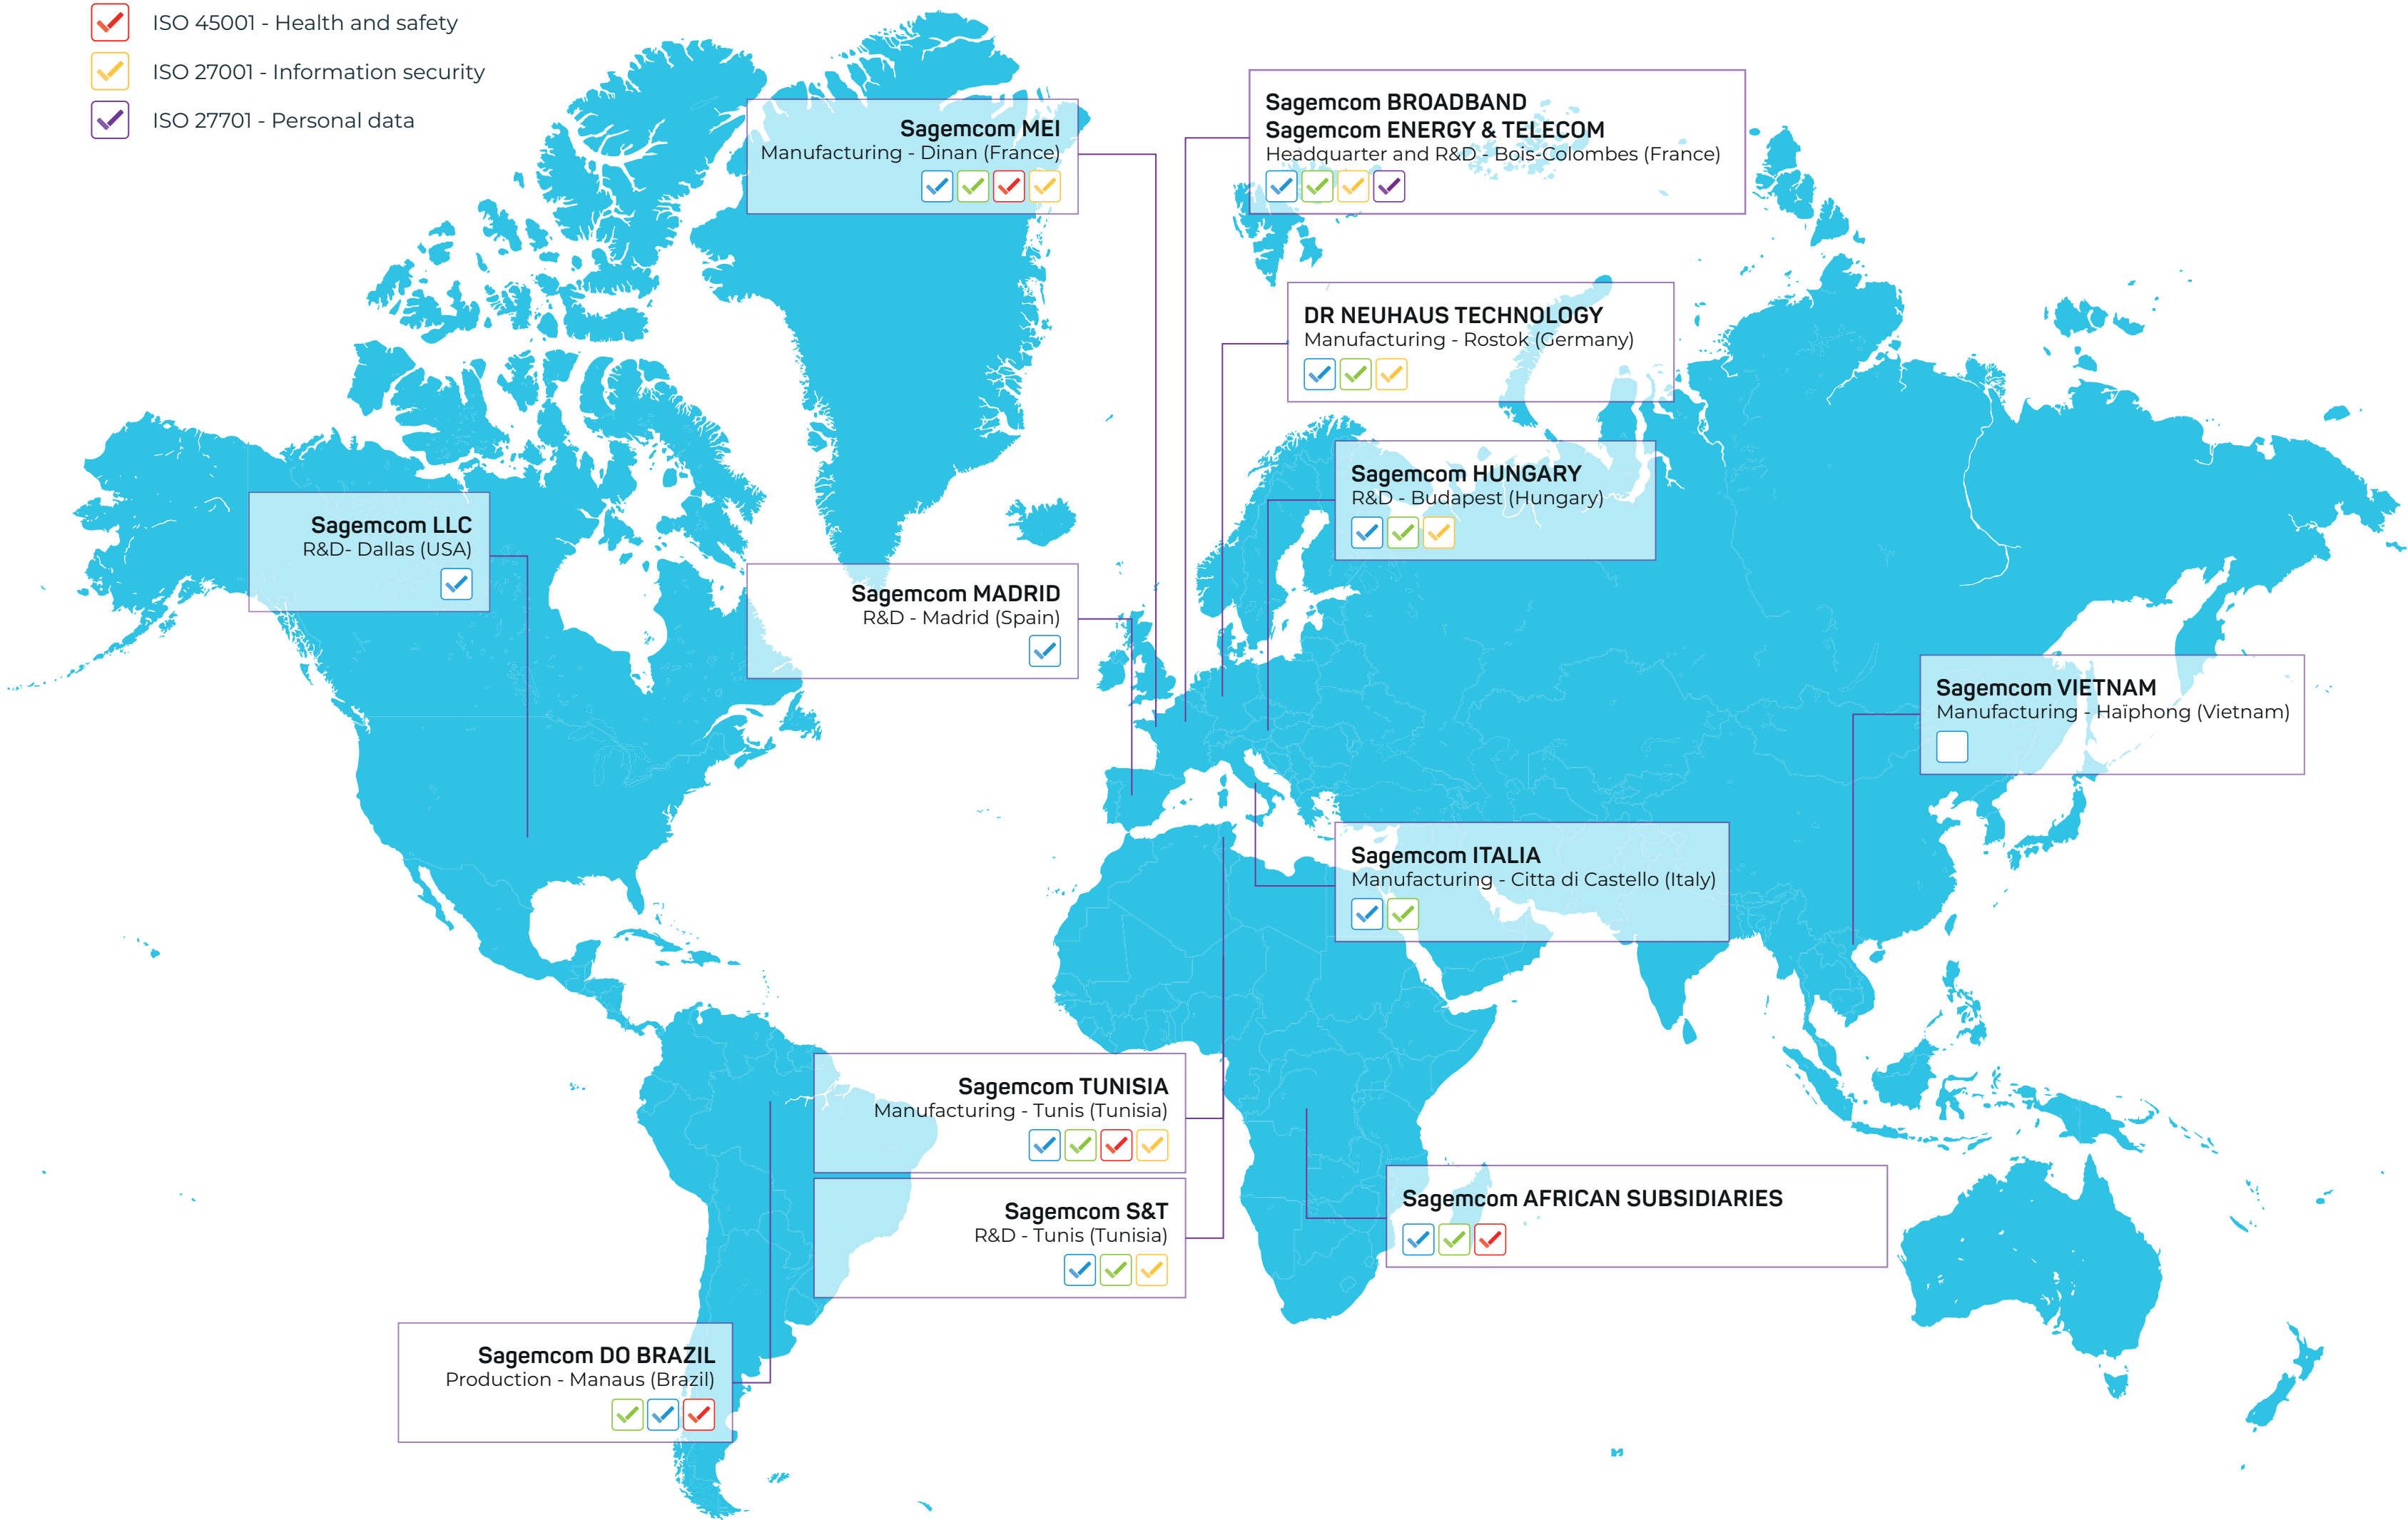 ISO 45001 - Health and safety
ISO 27001 - Information security
ISO 27701 - Personal data
Sagemcom MEI
Manufacturing - Dinan (France)
Sagemcom BROADBAND
Sagemcom ENERGY & TELECOM
Headquarter and R&D - Bois-Colombes (France)
DR NEUHAUS TECHNOLOGY
Manufacturing - Rostok (Germany)
Sagemcom HUNGARY
R&D - Budapest (Hungary)
Sagemcom LLC
R&D- Dallas (USA)
Sagemcom MADRID
R&D - Madrid (Spain)
Sagemcom VIETNAM
Manufacturing - Haïphong (Vietnam)
Sagemcom ITALIA
Manufacturing - Citta di Castello (Italy)
Sagemcom TUNISIA
Manufacturing - Tunis (Tunisia)
Sagemcom S&T
R&D - Tunis (Tunisia)
Sagemcom AFRICAN SUBSIDIARIES
Sagemcom DO BRAZIL
Production - Manaus (Brazil)